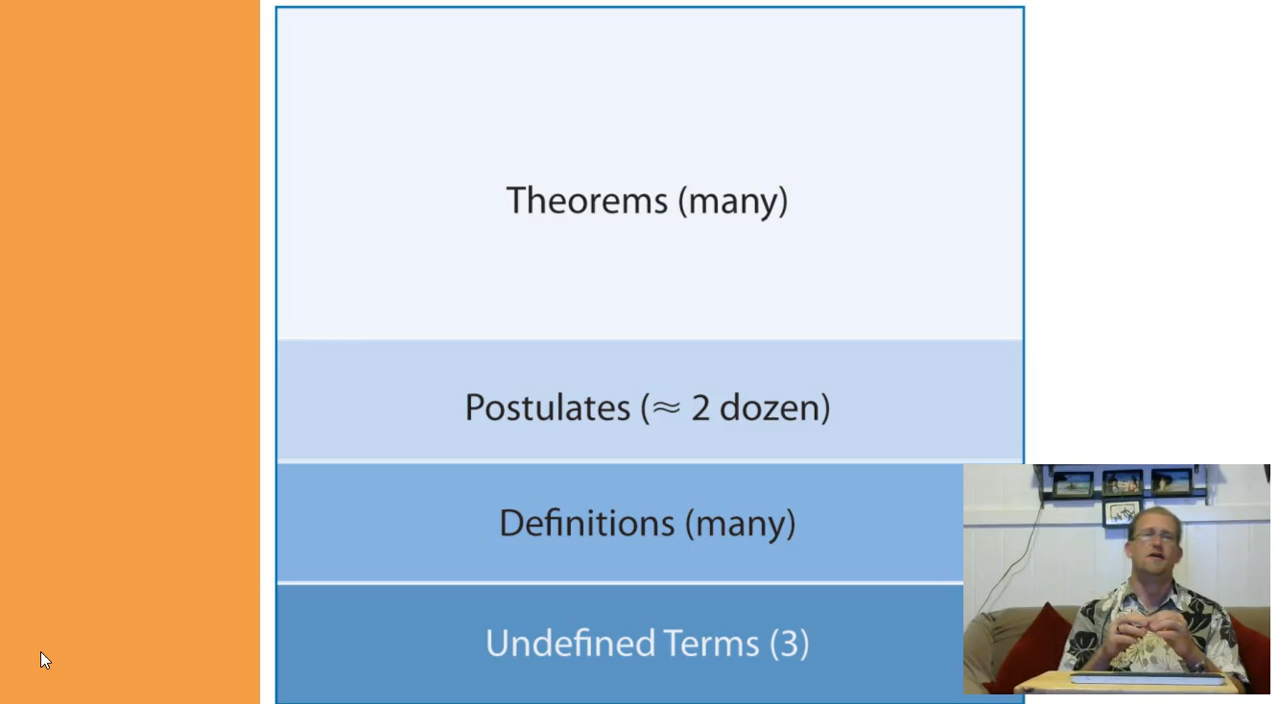 Theorems (many)
Postulates (≈ 2 dozen)
Definitions (many)
Undefined Terms (3)